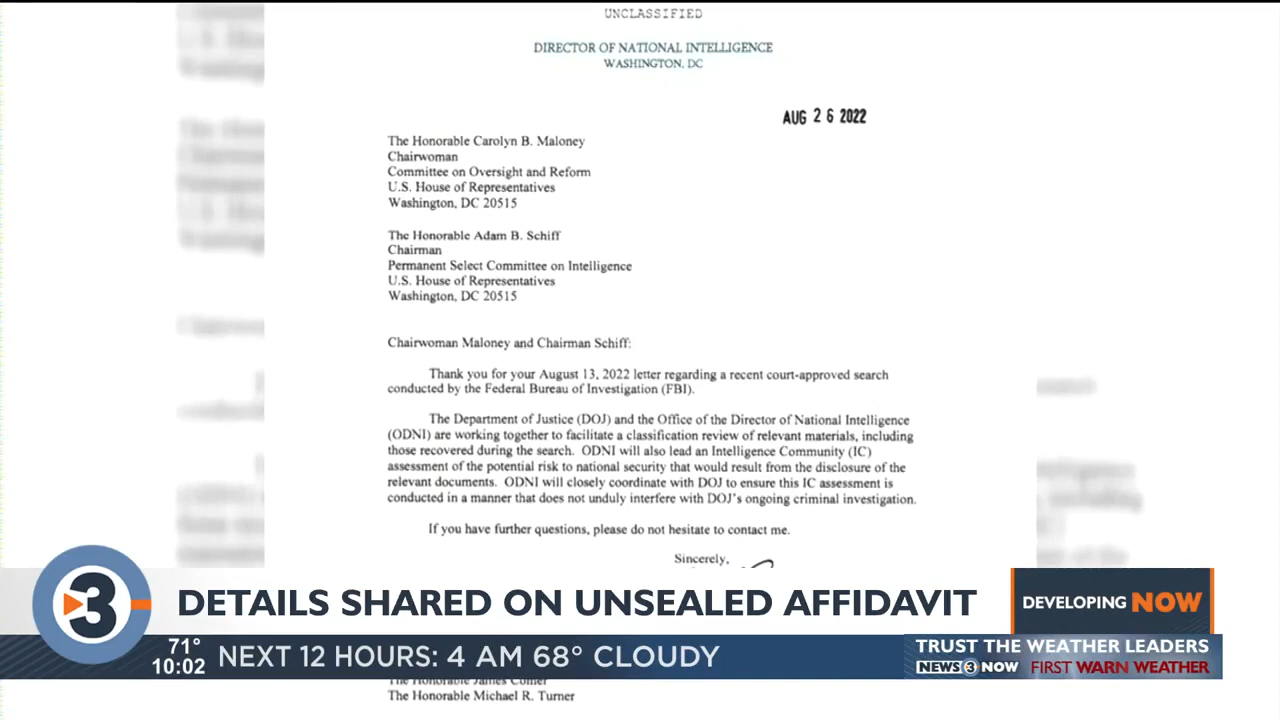 UNCLASSIFIED
DIRECTOR OF NATIONAL INTELLIGENCE
WASHINGTON, DC
AUG 26 2022
The Honorable Carolyn B. Maloney
Chairwoman
Committee on Oversight and Reform
U.S. House of Representatives
Washington, DC 20515
The Honorable Adam B. Schiff
Chairman
Permanent Select Committee on Intelligence
U.S. House of Representatives
Washington, DC 20515
Chairwoman Maloney and Chairman Schiff:
Thank you for your August 13, 2022 letter regarding a recent court-approved search
conducted by the Federal Bureau of Investigation (FBI).
The Department of Justice (DOJ) and the Office of the Director of National Intelligence
(ODNI) are working together to facilitate a classification review of relevant materials, including
those recovered during the search. ODNI will also lead an Intelligence Community (IC)
assessment of the potential risk to national security that would result from the disclosure of the
relevant documents. ODNI will closely coordinate with DOJ to ensure this IC assessment is
conducted in a manner that does not unduly interfere with DOJ's ongoing criminal investigation.
If you have further questions, please do not hesitate to contact me.
Sincerely,
3
DETAILS SHARED ON UNSEALED AFFIDAVIT
DEVELOPING NOW
71°
10:02
NEXT 12 HOURS: 4 AM 68° CLOUDY
TRUST THE WEATHER LEADERS
NEWS 3 NOW FIRST WARN WEATHER
The Honorable James Comer
The Honorable Michael R. Turner